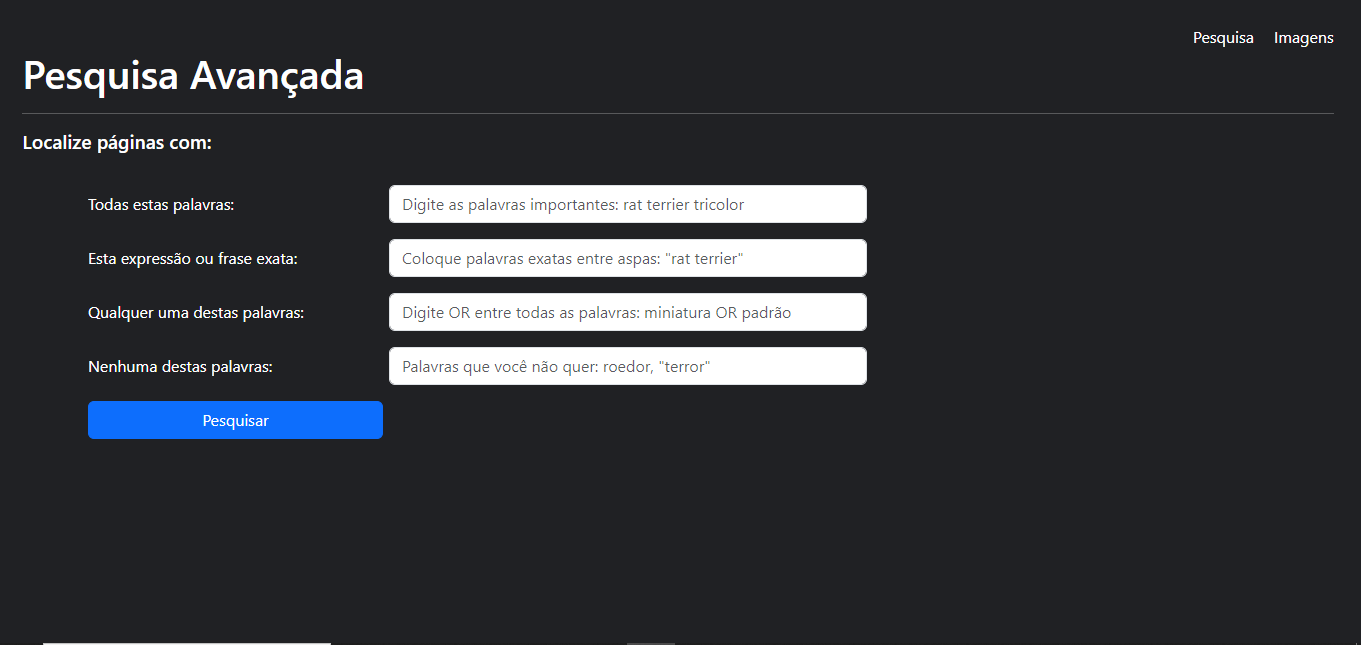 Pesquisa Imagens
Pesquisa Avançada
Localize páginas com:
Todas estas palavras: Digite as palavras importantes: rat terrier tricolor
Esta expressão ou frase exata: Coloque palavras exatas entre aspas: "rat terrier"
Qualquer uma destas palavras: Digite OR entre todas as palavras: miniatura OR padrão
Nenhuma destas palavras: Palavras que você não quer: roedor, "terror"
Pesquisar